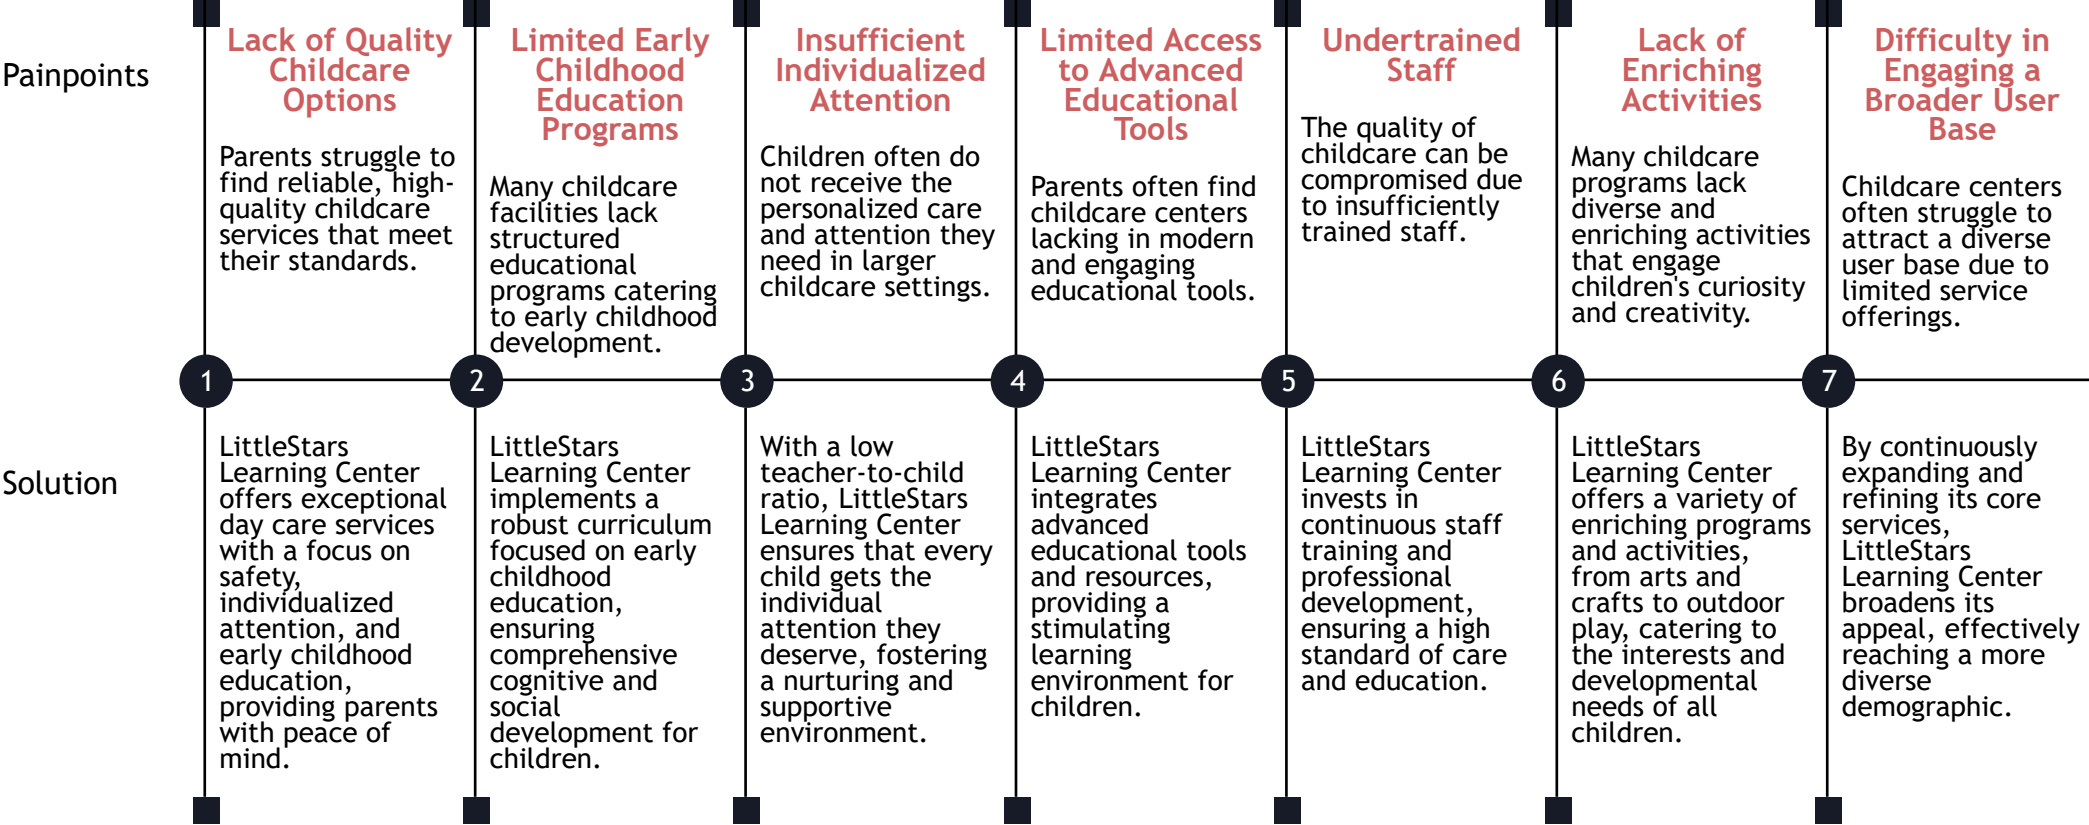 Painpoints
Lack of Quality
Childcare
Options
Parents struggle to
find reliable, high-
quality childcare
services that meet
their standards.
Limited Early
Childhood
Education
Programs
Many childcare
facilities lack
structured
educational
programs catering
to early childhood
development.
Insufficient
Individualized
Attention
Children often do
not receive the
personalized care
and attention they
need in larger
childcare settings.
Limited Access
to Advanced
Educational
Tools
Parents often find
childcare centers
lacking in modern
and engaging
educational tools.
Undertrained
Staff
The quality of
childcare can be
compromised due
to insufficiently
trained staff.
Lack of
Enriching
Activities
Many childcare
programs lack
diverse and
enriching activities
that engage
children's curiosity
and creativity.
Difficulty in
Engaging a
Broader User
Base
Childcare centers
often struggle to
attract a diverse
user base due to
limited service
offerings.
1
2
3
4
5
6
7
Solution
LittleStars
Learning Center
offers exceptional
day care services
with a focus on
safety,
individualized
attention, and
early childhood
education,
providing parents
with peace of
mind.
LittleStars
Learning Center
implements a
robust curriculum
focused on early
childhood
education,
ensuring
comprehensive
cognitive and
social
development for
children.
With a low
teacher-to-child
ratio, LittleStars
Learning Center
ensures that every
child gets the
individual
attention they
deserve, fostering
a nurturing and
supportive
environment.
LittleStars
Learning Center
integrates
advanced
educational tools
and resources,
providing a
stimulating
learning
environment for
children.
LittleStars
Learning Center
invests in
continuous staff
training and
professional
development,
ensuring a high
standard of care
and education.
LittleStars
Learning Center
offers a variety of
enriching programs
and activities,
from arts and
crafts to outdoor
play, catering to
the interests and
developmental
needs of all
children.
By continuously
expanding and
refining its core
services,
LittleStars
Learning Center
broadens its
appeal, effectively
reaching a more
diverse
demographic.